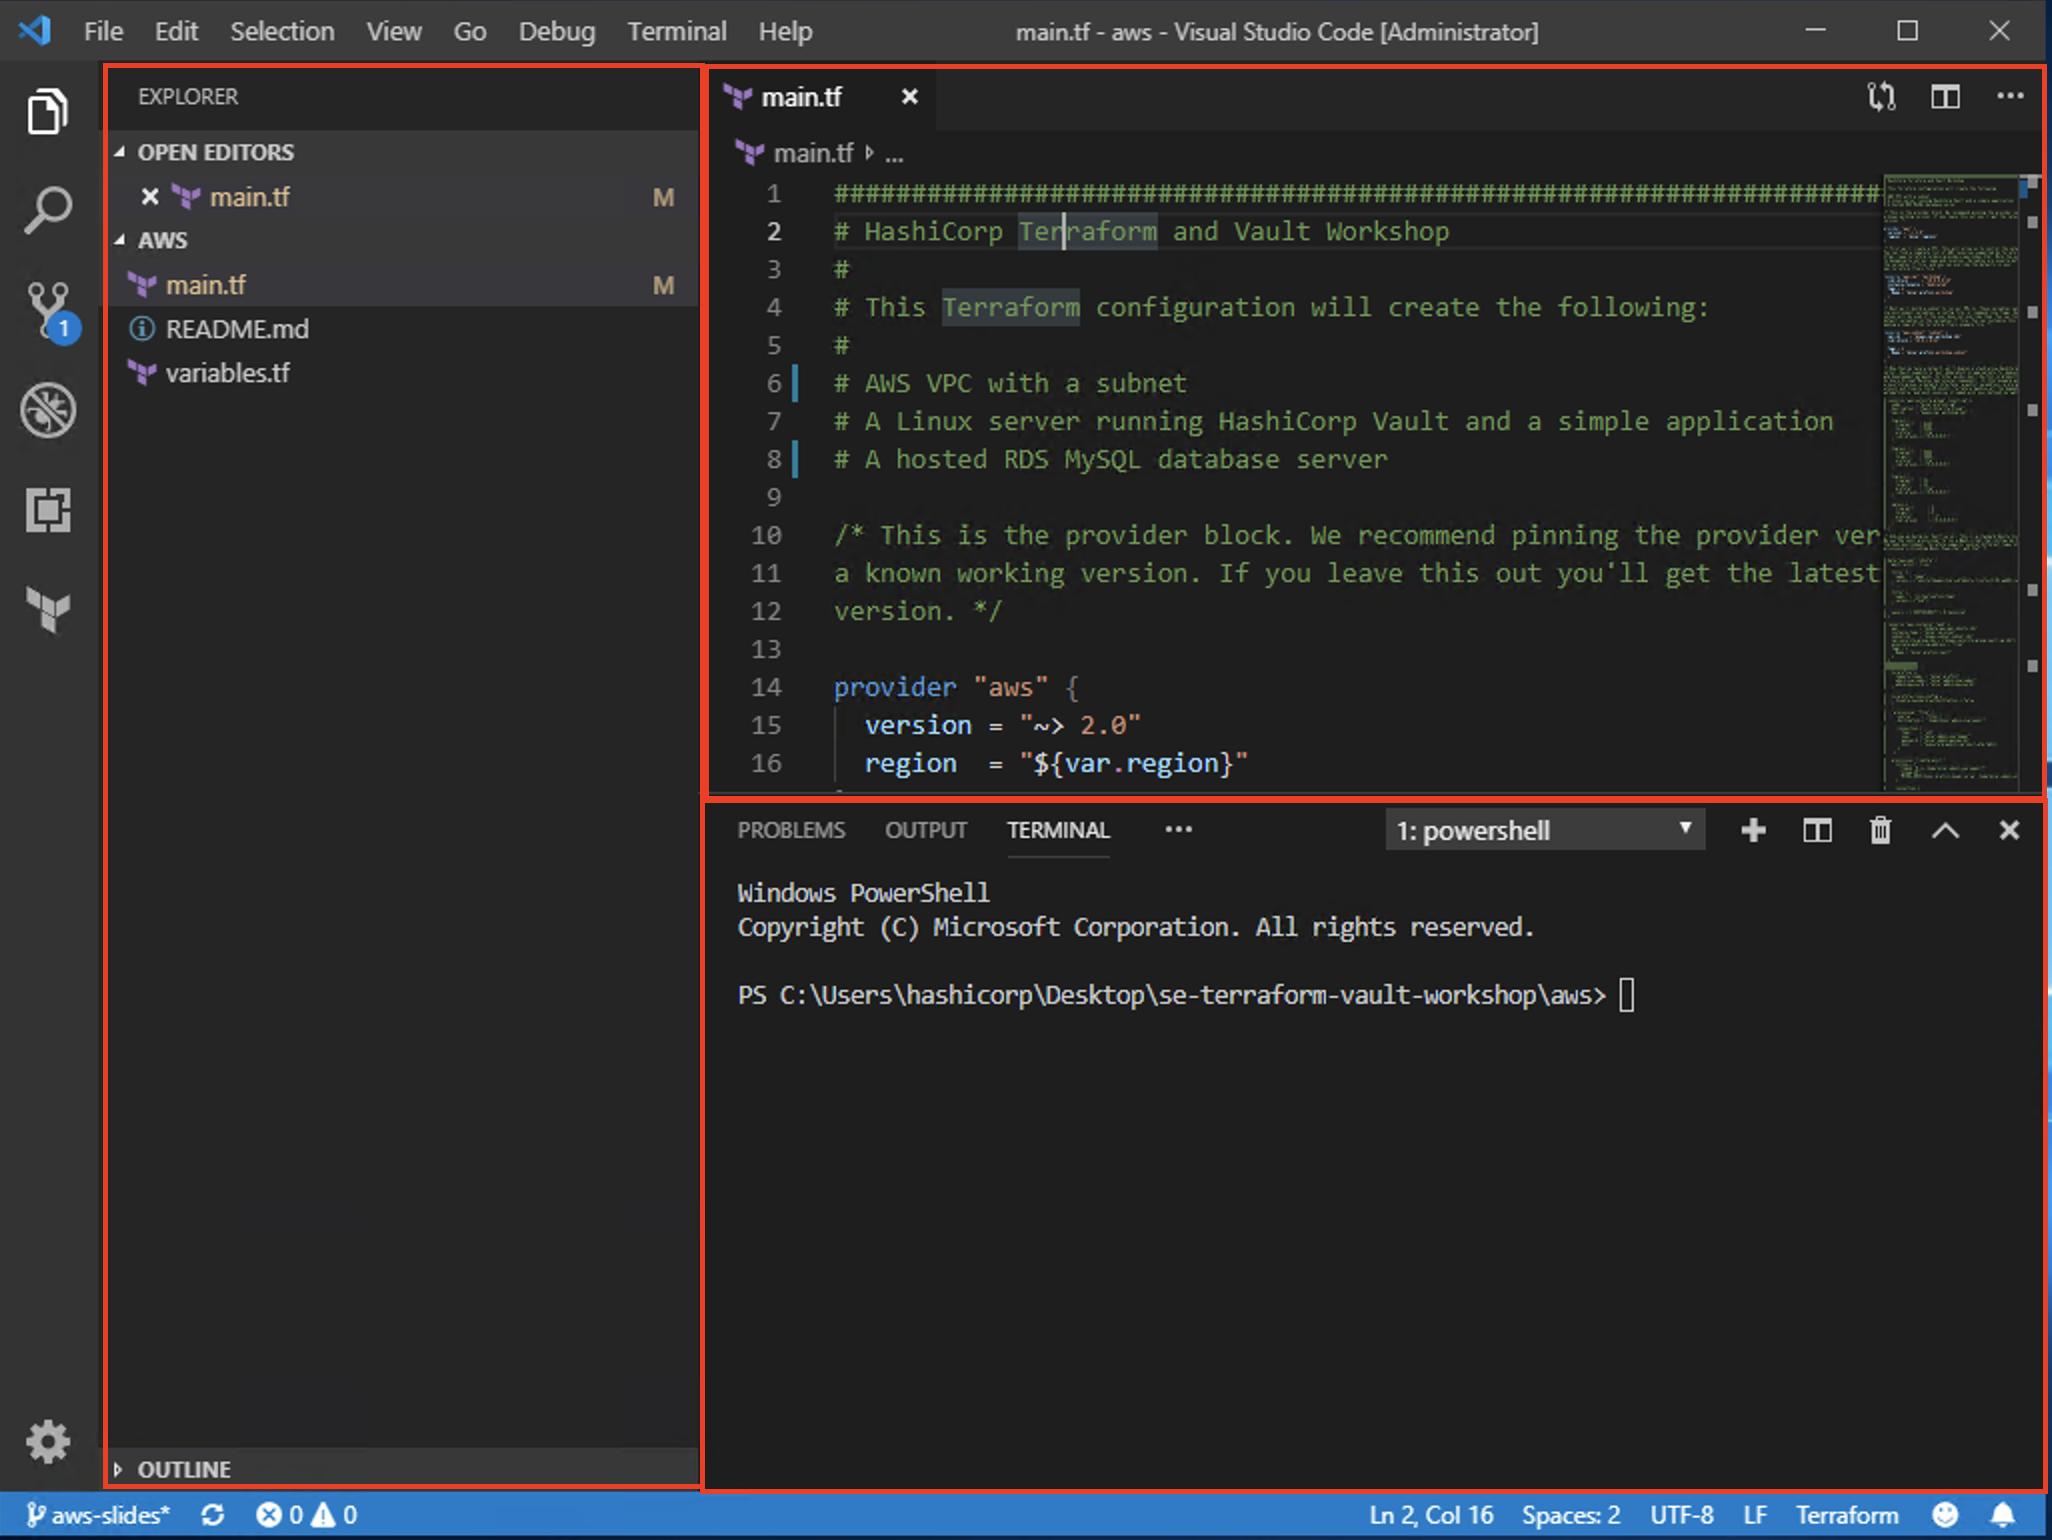 File Edit Selection View Go Debug Terminal Help main.tf - aws - Visual Studio Code [Administrator]
EXPLORER
OPEN EDITORS
main.tf M
AWS
main.tf M
README.md
variables.tf
OUTLINE
1
main.tf
main.tf ...
1 ####################################################################
2 # HashiCorp Terraform and Vault Workshop
3 #
4 # This Terraform configuration will create the following:
5 #
6 # AWS VPC with a subnet
7 # A Linux server running HashiCorp Vault and a simple application
8 # A hosted RDS MySQL database server
9
10 /* This is the provider block. We recommend pinning the provider ver
11 a known working version. If you leave this out you'll get the latest
12 version. */
13
14 provider "aws" {
15 version = "~> 2.0"
16 region = "${var.region}"
PROBLEMS OUTPUT TERMINAL ... 1: powershell
Windows PowerShell
Copyright (C) Microsoft Corporation. All rights reserved.
PS C:\Users\hashicorp\Desktop\se-terraform-vault-workshop\aws>
aws-slides* 0 0 Ln 2, Col 16 Spaces: 2 UTF-8 LF Terraform